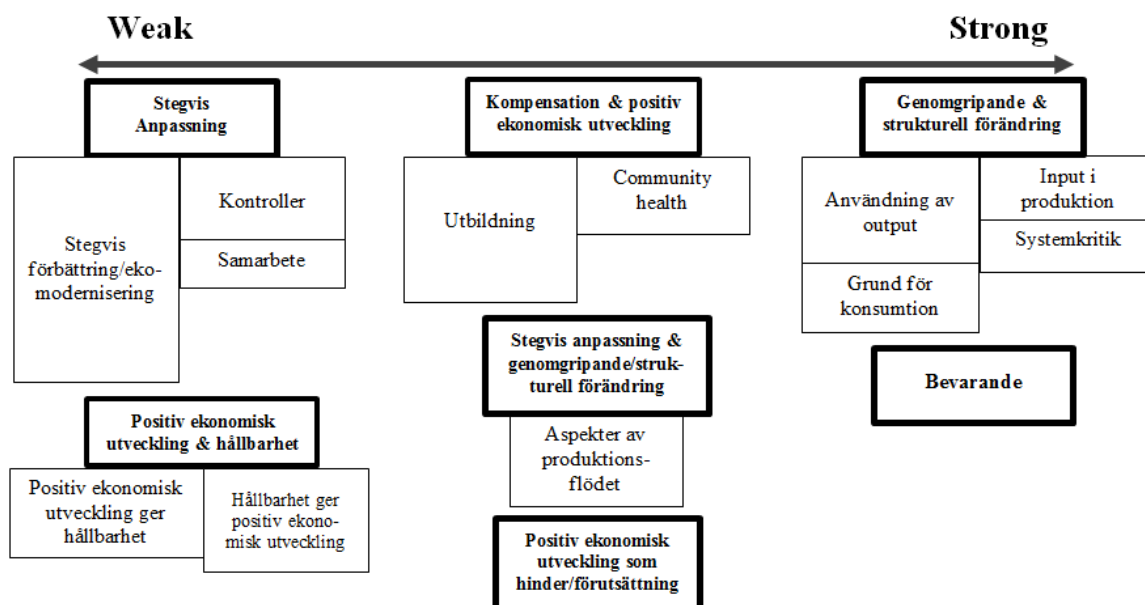 Weak
Strong
Stegvis
Anpassning
Stegvis
förbättring/eko-
modernisering
Kontroller
Samarbete
Positiv ekonomisk
utveckling & hållbarhet
Positiv ekonomisk
utveckling ger
hållbarhet
Hållbarhet ger
positiv ekono-
misk utveckling
Kompensation & positiv
ekonomisk utveckling
Utbildning
Community
health
Stegvis anpassning &
genomgripande/struk-
turell förändring
Aspekter av
produktions-
flödet
Positiv ekonomisk
utveckling som
hinder/förutsättning
Genomgripande &
strukturell förändring
Användning av
output
Grund för
konsumtion
Input i
produktion
Systemkritik
Bevarande